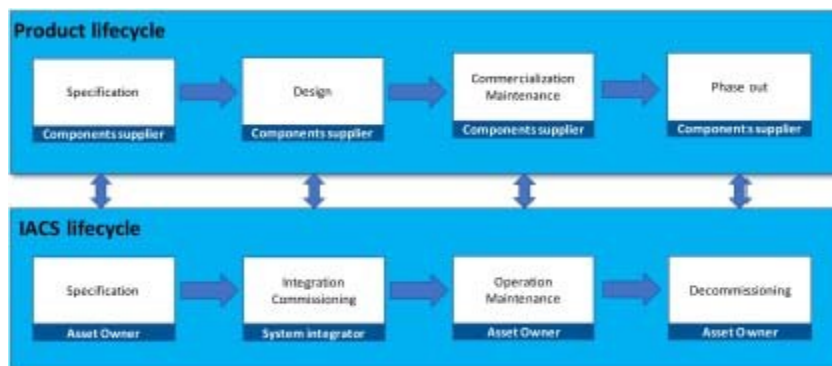 Product lifecycle
Specification
Components supplier
Design
Components supplier
Commercialization
Maintenance
Components supplier
Phase out
Components supplier
IACS lifecycle
Specification
Asset Owner
Integration
Commissioning
System integrator
Operation
Maintenance
Asset Owner
Decommissioning
Asset Owner